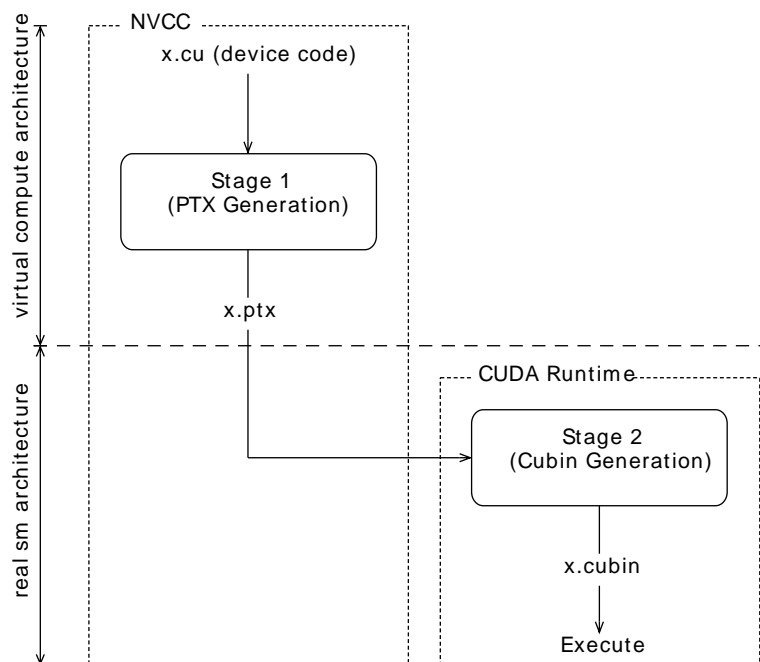 NVCC
x.cu (device code)
virtual compute architecture
Stage 1
(PTX Generation)
x.ptx
CUDA Runtime
real sm architecture
Stage 2
(Cubin Generation)
x.cubin
Execute